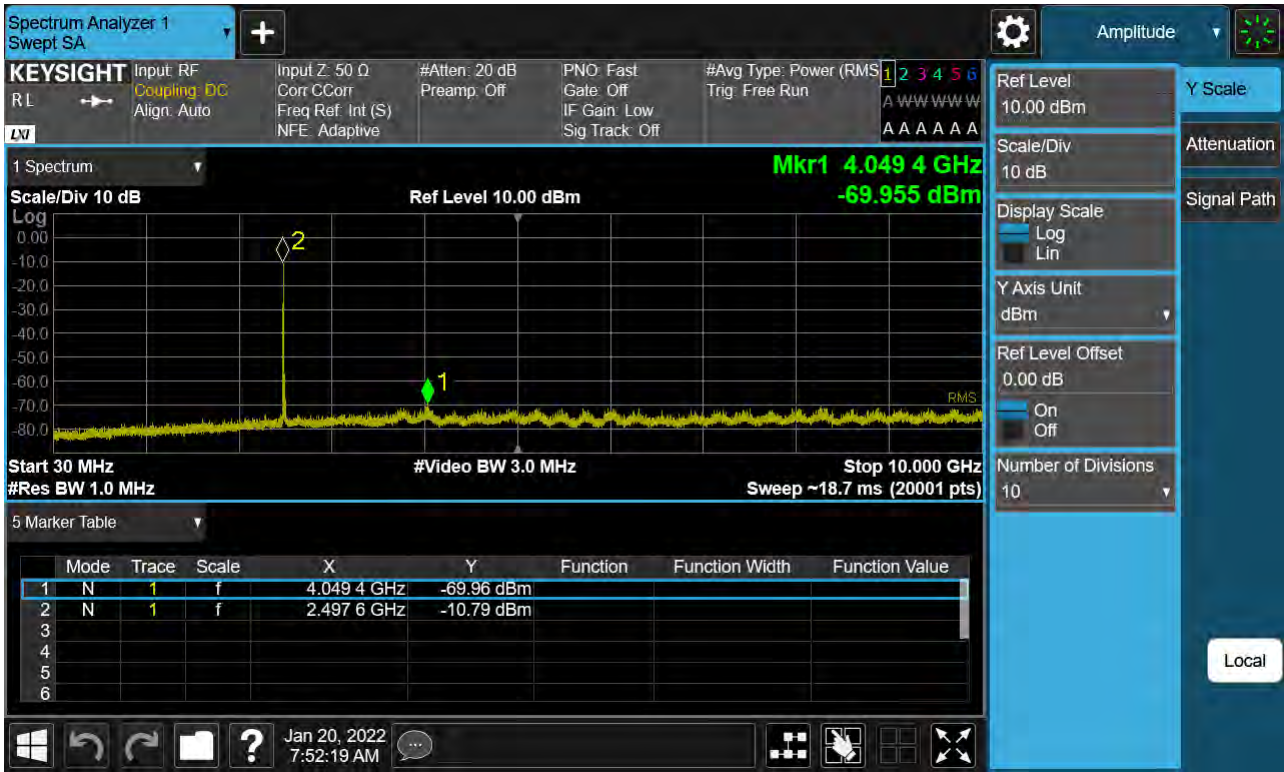 Spectrum Analyzer 1
Swept SA
+
Amplitude
KEYSIGHT
RL
LXI
Input: RF
Coupling: DC
Align: Auto
Input Z: 50 Ω
Corr CCorr
Freq Ref: Int (S)
NFE: Adaptive
#Atten: 20 dB
Preamp: Off
PNO: Fast
Gate: Off
IF Gain: Low
Sig Track: Off
#Avg Type: Power (RMS
Trig: Free Run
1 2 3 4 5 6
A W W W W W
A A A A A A
1 Spectrum
Mkr1 4.049 4 GHz
-69.955 dBm
Scale/Div 10 dB
Ref Level 10.00 dBm
Log
0.00
-10.0
-20.0
-30.0
-40.0
-50.0
-60.0
-70.0
-80.0
2
1
RMS
Start 30 MHz
#Video BW 3.0 MHz
Stop 10.000 GHz
#Res BW 1.0 MHz
Sweep ~18.7 ms (20001 pts)
5 Marker Table
Mode Trace Scale X Y Function Function Width Function Value
1 N 1 f 4.049 4 GHz -69.96 dBm
2 N 1 f 2.497 6 GHz -10.79 dBm
3
4
5
6
Ref Level
10.00 dBm
Scale/Div
10 dB
Display Scale
Log
Lin
Y Axis Unit
dBm
Ref Level Offset
0.00 dB
On
Off
Number of Divisions
10
Y Scale
Attenuation
Signal Path
Local
?
Jan 20, 2022
7:52:19 AM